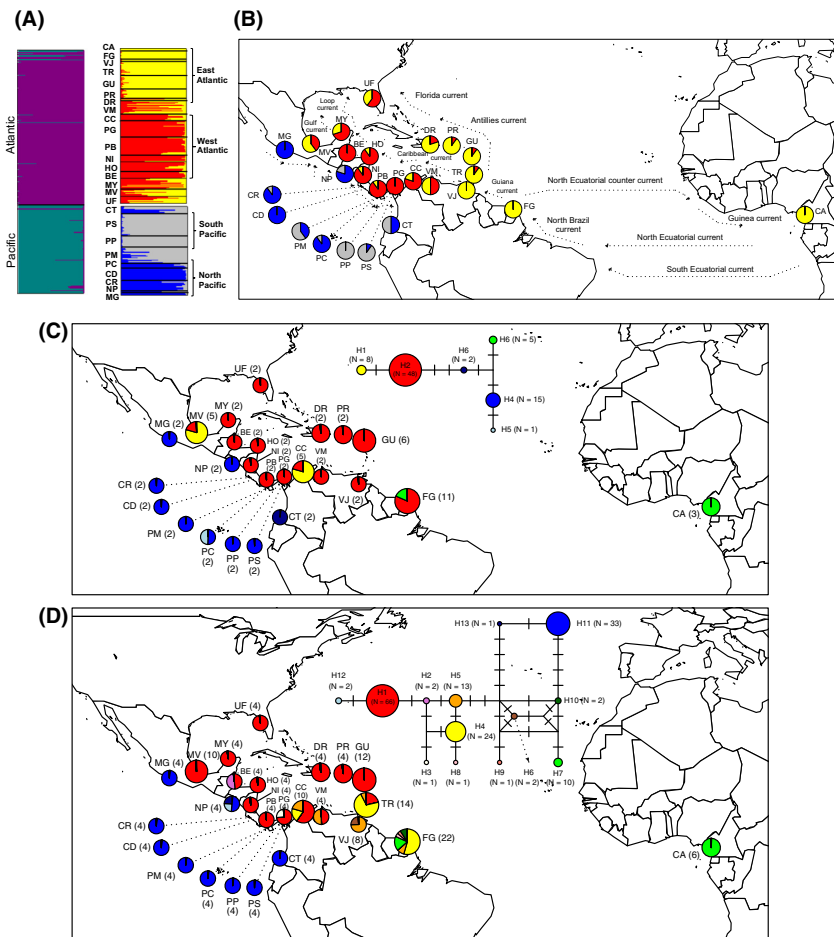 (A)
Atlantic
Pacific
CA
FG
VJ
TR
GU
PR
DR
VM
CC
PG
PB
NI
HO
BE
MY
MV
UF
CT
PS
PP
PM
PC
CD
CR
NP
MG
East
Atlantic
West
Atlantic
South
Pacific
North
Pacific
(B)
UF
Florida current
Loop
current
Gulf
current
MY
Antillies current
MG
MV
BE
HO
DR
PR
GU
Caribbean
current
NI
NP
PB
PG
CC
VM
TR
Guiana
current
VJ
North Equatorial counter current
CR
FG
CA
Guinea current
CD
CT
North Brazil
current
PM
North Equatorial current
PC
PP
PS
South Equatorial current
(C)
H1
(N = 8)
H2
(N = 48)
H6
(N = 2)
H6 (N = 5)
H4 (N = 15)
H5 (N = 1)
UF (2)
MY (2)
MV (5)
MG (2)
DR
(2)
PR
(2)
GU (6)
BE (2)
HO (2)
NI (2)
CC
(5)
NP (2)
PB
(2)
PG
(2)
VM
(2)
CR (2)
VJ (2)
FG (11)
CD (2)
CA (3)
CT (2)
PM (2)
PC
(2)
PP
(2)
PS
(2)
(D)
H13 (N = 1)
H11 (N = 33)
H12
(N = 2)
H1
(N = 66)
H2
(N = 2)
H5
(N = 13)
H10 (N = 2)
H4
(N = 24)
H3
(N = 1)
H8
(N = 1)
H9
(N = 1)
H6
(N = 2)
H7
(N = 10)
UF (4)
MY (4)
MV (10)
MG (4)
DR
(4)
PR
(4)
GU
(12)
BE (4)
HO (4)
NI (4)
CC
(10)
NP (4)
PB
(4)
PG
(4)
VM
(4)
TR (14)
CR (4)
VJ (8)
FG (22)
CD (4)
CT (4)
CA (6)
PM (4)
PC
(4)
PP
(4)
PS
(4)